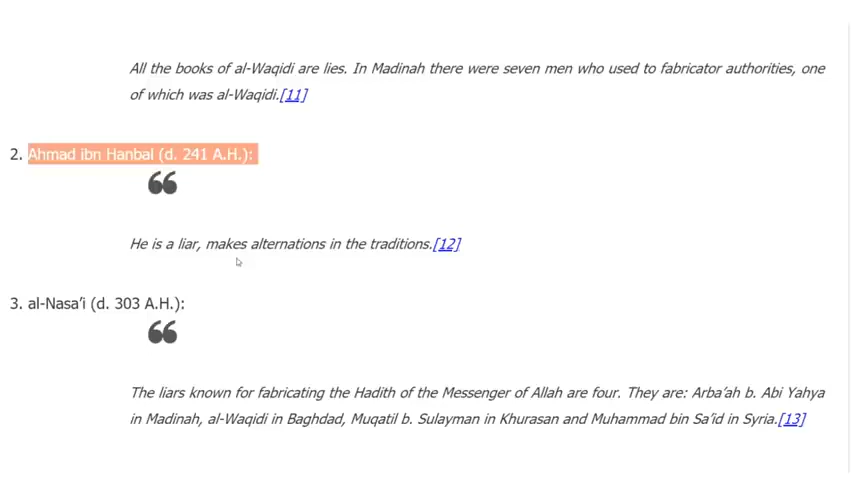 All the books of al-Waqidi are lies. In Madinah there were seven men who used to fabricator authorities, one
of which was al-Waqidi.[11]
2. Ahmad ibn Hanbal (d. 241 A.H.):
❝
He is a liar, makes alternations in the traditions.[12]
3. al-Nasa’i (d. 303 A.H.):
❝
The liars known for fabricating the Hadith of the Messenger of Allah are four. They are: Arba’ah b. Abi Yahya
in Madinah, al-Waqidi in Baghdad, Muqatil b. Sulayman in Khurasan and Muhammad bin Sa’id in Syria.[13]